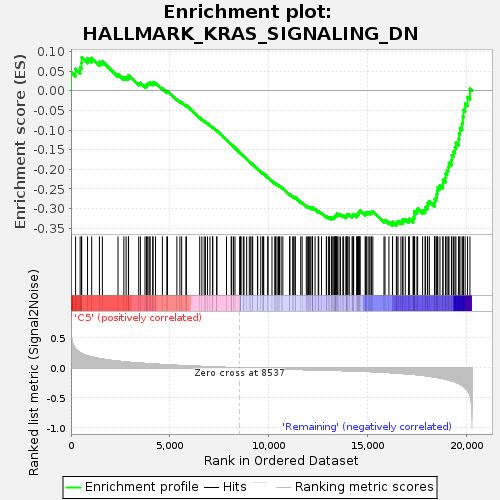 Enrichment plot:
HALLMARK_KRAS_SIGNALING_DN
Enrichment score (ES)
0.10
0.05
0.00
-0.05
-0.10
-0.15
-0.20
-0.25
-0.30
-0.35
'C5' (positively correlated)
Ranked list metric (Signal2Noise)
0.5
0.0
-0.5
-1.0
Zero cross at 8537
'Remaining' (negatively correlated)
0
5,000
10,000
15,000
20,000
Rank in Ordered Dataset
Enrichment profile
Hits
Ranking metric scores